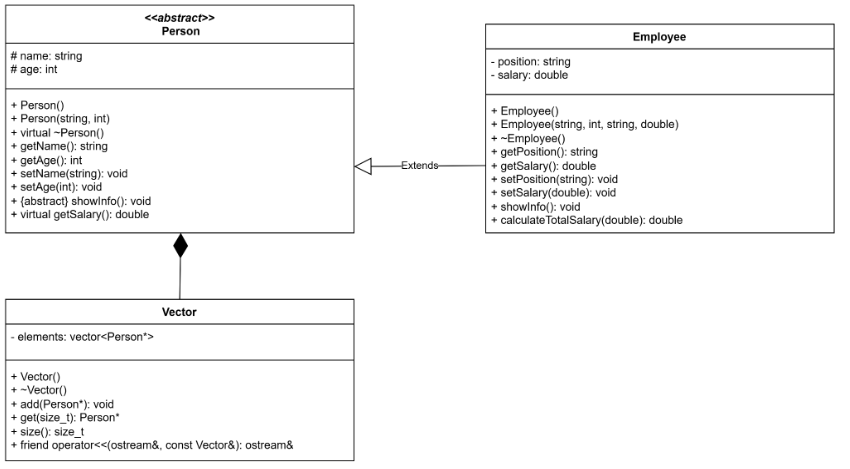 <<abstract>>
Person
# name: string
# age: int
+ Person()
+ Person(string, int)
+ virtual ~Person()
+ getName(): string
+ getAge(): int
+ setName(string): void
+ setAge(int): void
+ {abstract} showInfo(): void
+ virtual getSalary(): double
Extends
Employee
- position: string
- salary: double
+ Employee()
+ Employee(string, int, string, double)
+ ~Employee()
+ getPosition(): string
+ getSalary(): double
+ setPosition(string): void
+ setSalary(double): void
+ showInfo(): void
+ calculateTotalSalary(double): double
Vector
- elements: vector<Person*>
+ Vector()
+ ~Vector()
+ add(Person*): void
+ get(size_t): Person*
+ size(): size_t
+ friend operator<<(ostream&, const Vector&): ostream&